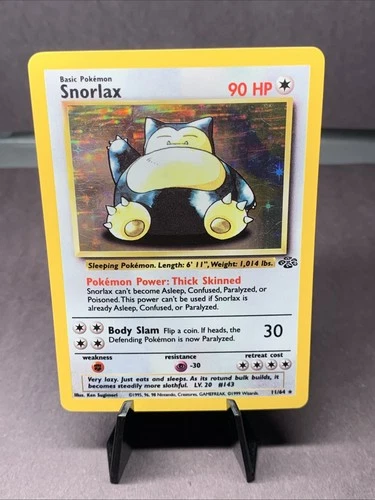 Basic Pokémon
Snorlax 90 HP
Sleeping Pokémon. Length: 6' 11", Weight: 1,014 lbs.
Pokémon Power: Thick Skinned
Snorlax can't become Asleep, Confused, Paralyzed, or
Poisoned. This power can't be used if Snorlax is
already Asleep, Confused, or Paralyzed.
Body Slam Flip a coin. If heads, the 30
Defending Pokémon is now Paralyzed.
weakness resistance retreat cost
-30
Very lazy. Just eats and sleeps. As its rotund bulk builds, it
becomes steadily more slothful. LV. 20 #143
Illus. Ken Sugimori ©1995, 96, 98 Nintendo, Creatures, GAMEFREAK. ©1999 Wizards. 11/64 ★